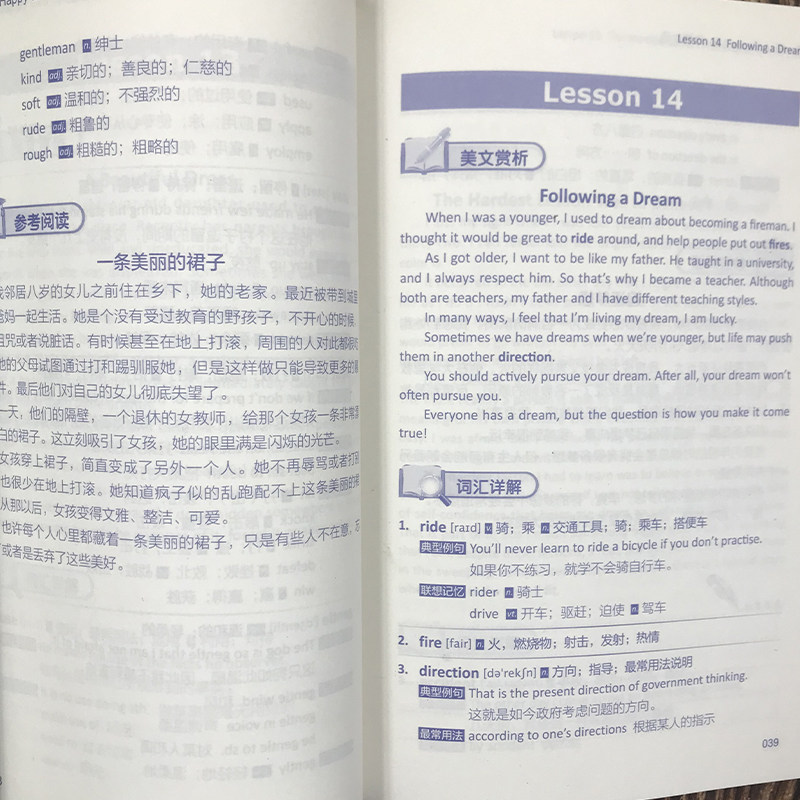 Happy
gentleman n. 绅士
kind adj. 亲切的；善良的；仁慈的
soft adj. 温和的；不强烈的
rude adj. 粗鲁的
rough adj. 粗糙的；粗略的
参考阅读
一条美丽的裙子
邻居八岁的女儿之前住在乡下，她的老家。最近被带到城里
妈一起生活。她是个没有受过教育的野孩子，不开心的时候
咒或者说脏话。有时候甚至在地上打滚，周围的人对此都
的父母试图通过打和踢驯服她，但是这样做只能导致更多的
件。最后他们对自己的女儿彻底失望了。
一天，他们的隔壁，一个退休的女教师，给那个女孩一条非常
白的裙子。这立刻吸引了女孩，她的眼里满是闪烁的光芒。
女孩穿上裙子，简直变成了另外一个人。她不再辱骂或者打
也很少在地上打滚。她知道疯子似的乱跑配不上这条美丽的
从那以后，女孩变得文雅、整洁、可爱。
也许每个人心里都藏着一条美丽的裙子，只是有些人不在意，
或者是丢弃了这些美好。
Lesson 14 Following a Dream
Lesson 14
美文赏析
Following a Dream
When I was a younger, I used to dream about becoming a fireman. I
thought it would be great to ride around, and help people put out fires.
As I got older, I want to be like my father. He taught in a university,
and I always respect him. So that's why I became a teacher. Although
both are teachers, my father and I have different teaching styles.
In many ways, I feel that I'm living my dream, I am lucky.
Sometimes we have dreams when we're younger, but life may push
them in another direction.
You should actively pursue your dream. After all, your dream won't
often pursue you.
Everyone has a dream, but the question is how you make it come
true!
词汇详解
1. ride [raɪd] v. 骑；乘 n. 交通工具；骑；乘车；搭便车
典型例句 You'll never learn to ride a bicycle if you don't practise.
如果你不练习，就学不会骑自行车。
联想记忆 rider n. 骑士
drive vt. 开车；驱赶；迫使 n. 驾车
2. fire [fair] n. 火，燃烧物；射击，发射；热情
3. direction [də'rekʃn] n. 方向；指导；最常用法说明
典型例句 That is the present direction of government thinking.
这就是如今政府考虑问题的方向。
最常用法 according to one's directions 根据某人的指示
039